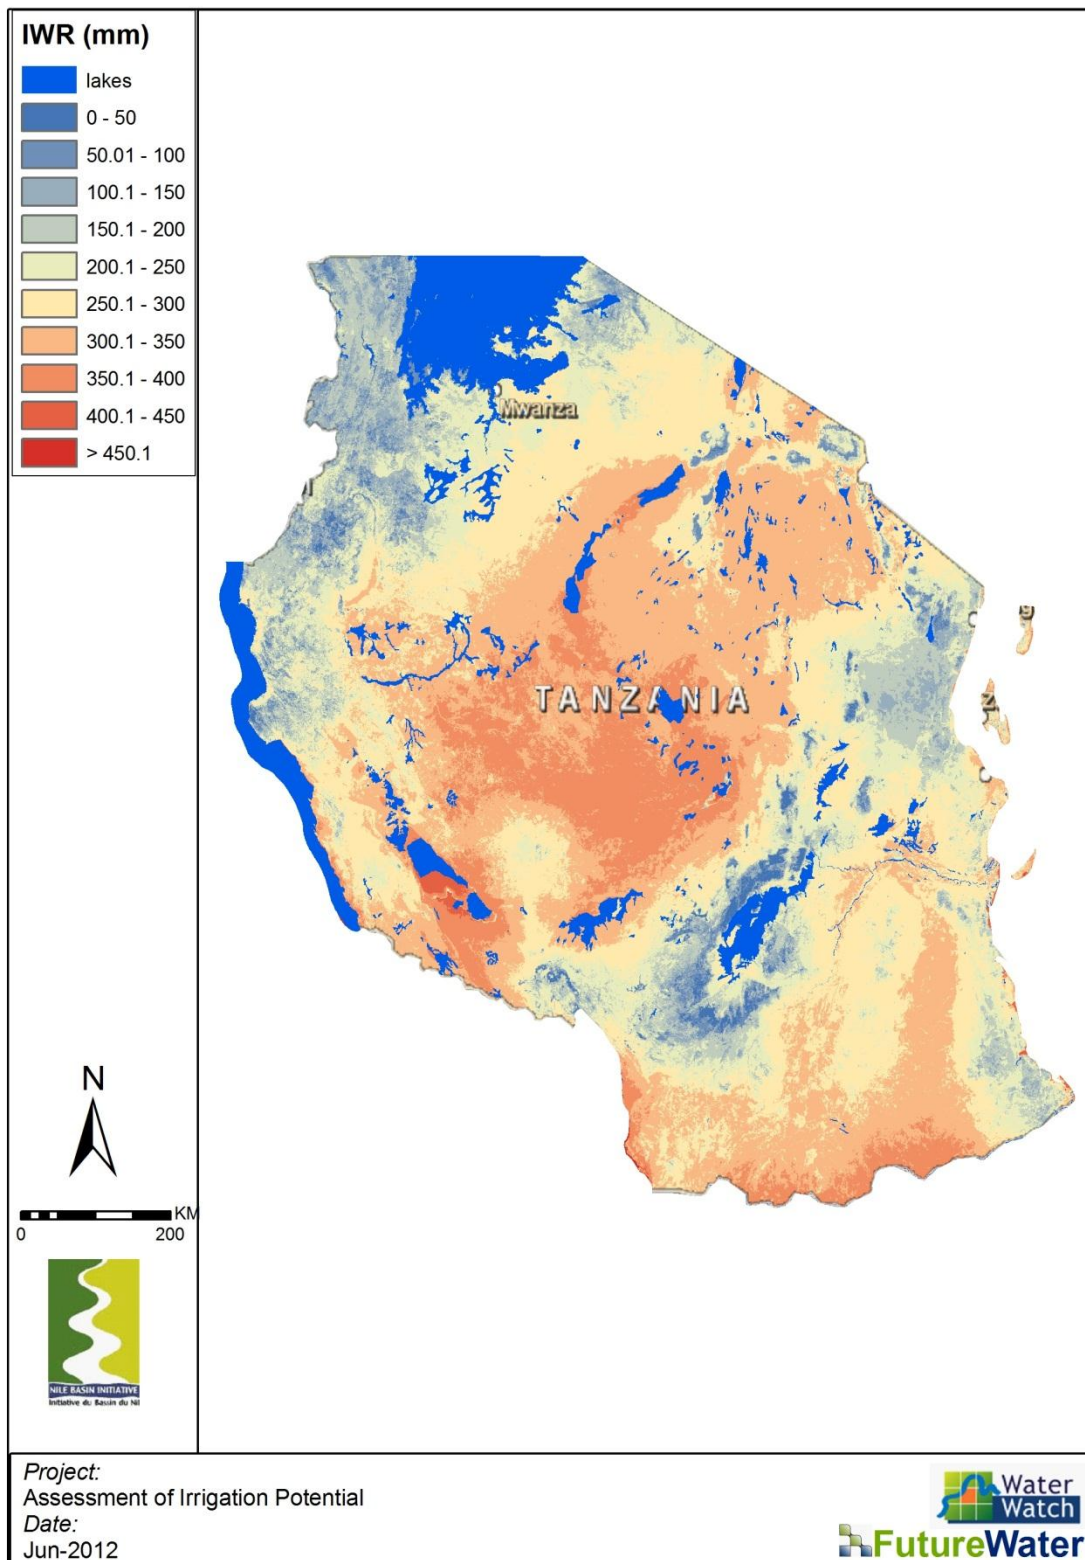 IWR (mm)
lakes
0 - 50
50.01 - 100
100.1 - 150
150.1 - 200
200.1 - 250
250.1 - 300
300.1 - 350
350.1 - 400
400.1 - 450
> 450.1
Mwanza
TANZANIA
N
KM
0 200
NILE BASIN INITIATIVE
Initiative du Bassin du Nil
Project:
Assessment of Irrigation Potential
Date:
Jun-2012
Water
Watch
FutureWater